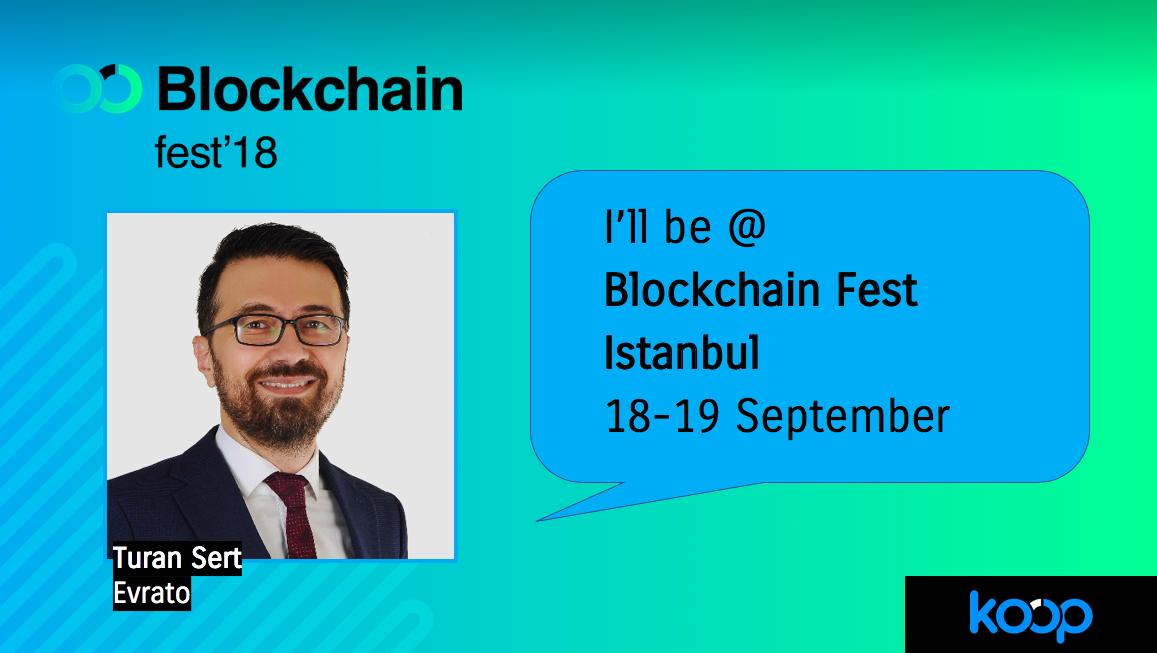 Blockchain
fest’18
I’ll be @
Blockchain Fest
Istanbul
18-19 September
Turan Sert
Evrato
koop